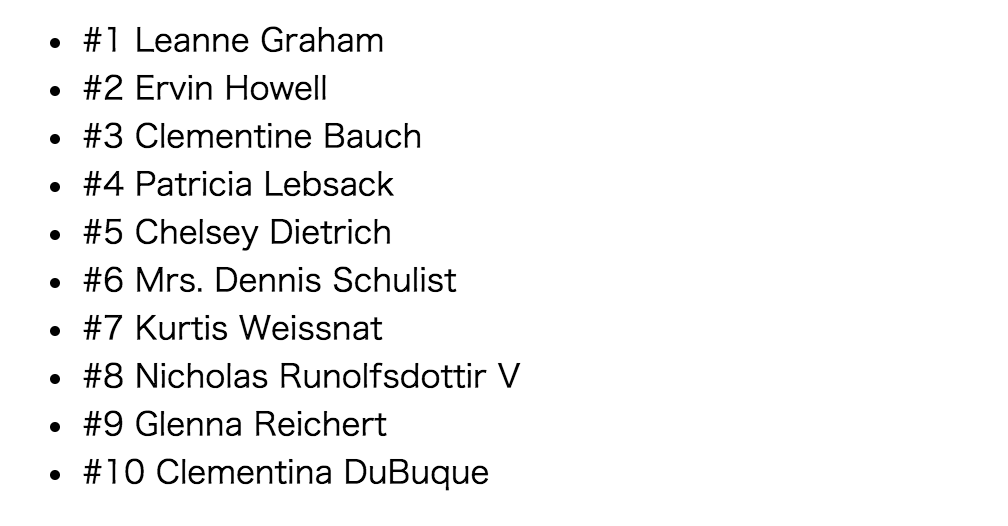 • #1 Leanne Graham
• #2 Ervin Howell
• #3 Clementine Bauch
• #4 Patricia Lebsack
• #5 Chelsey Dietrich
• #6 Mrs. Dennis Schulist
• #7 Kurtis Weissnat
• #8 Nicholas Runolfsdottir V
• #9 Glenna Reichert
• #10 Clementina DuBuque